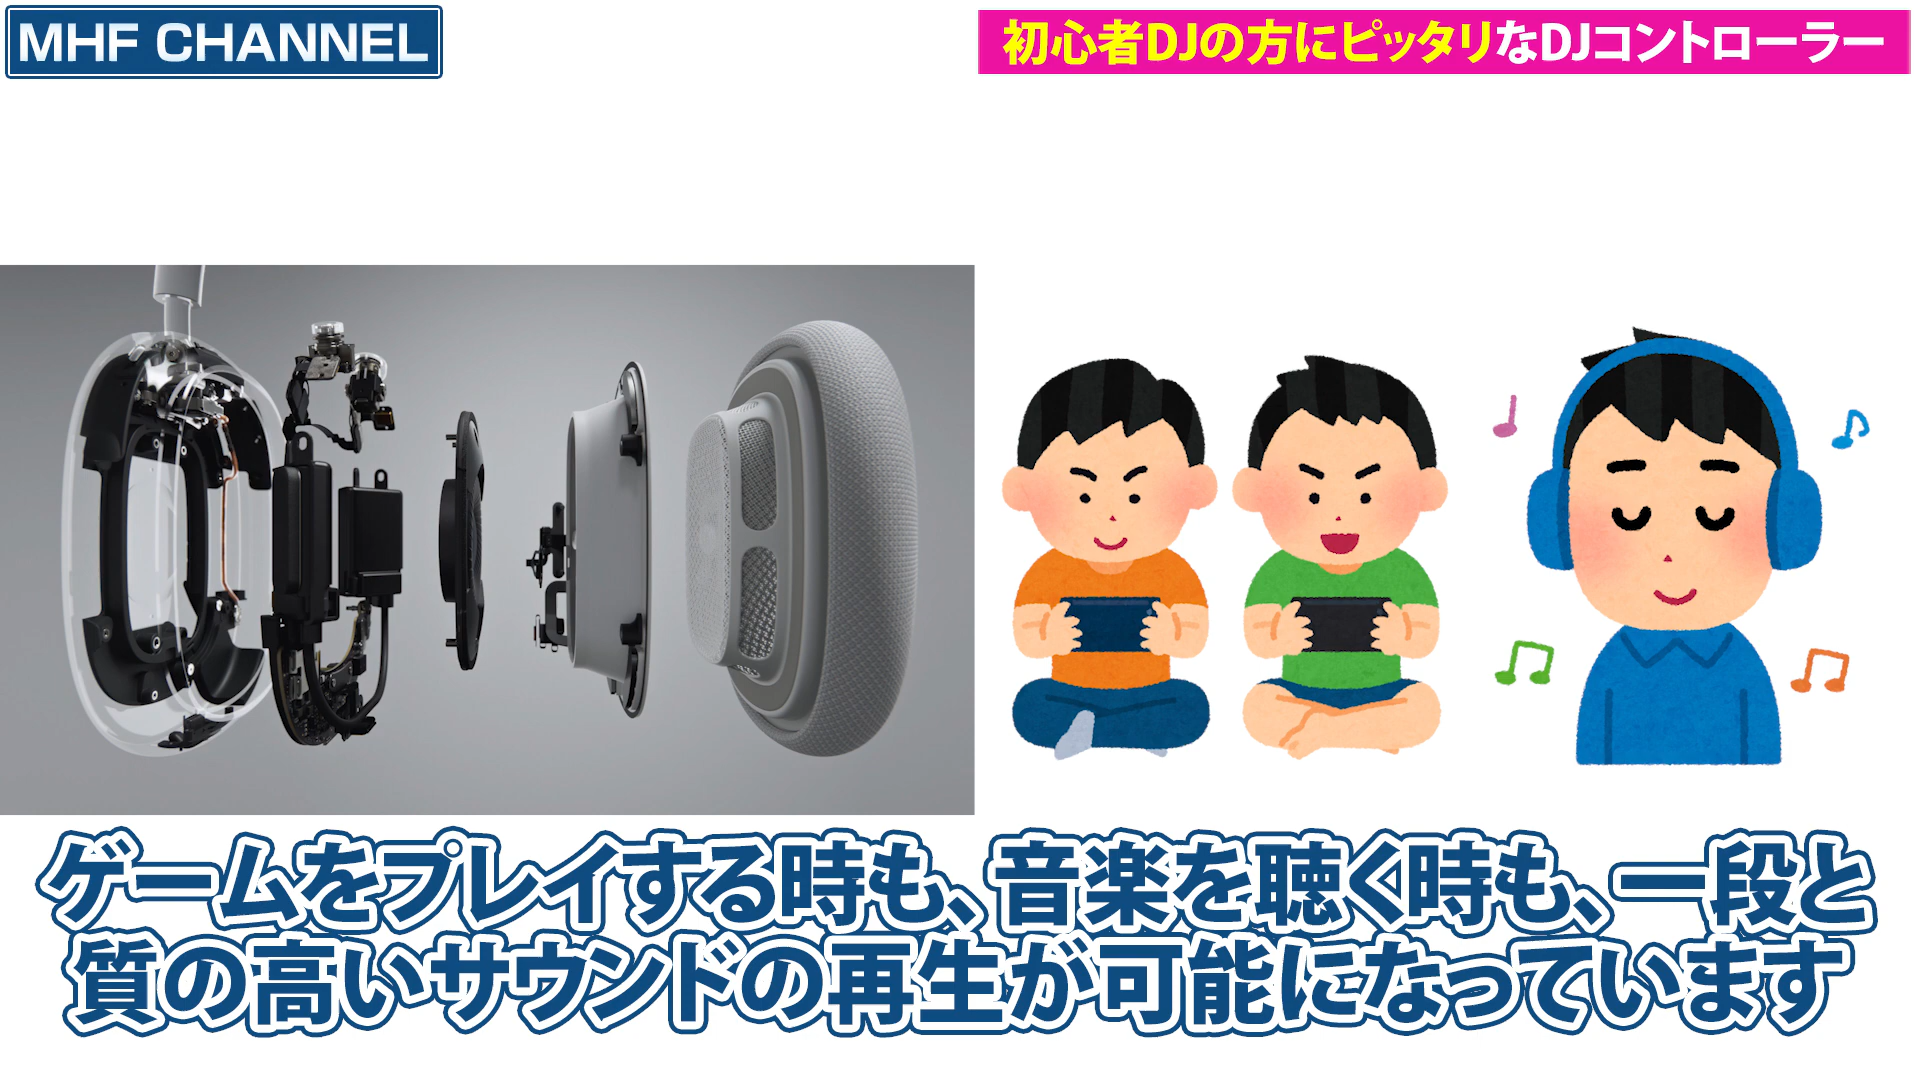 MHF CHANNEL
初心者DJの方にピッタリなDJコントローラー
ゲームをプレイする時も、音楽を聴く時も、一段と
質の高いサウンドの再生が可能になっています